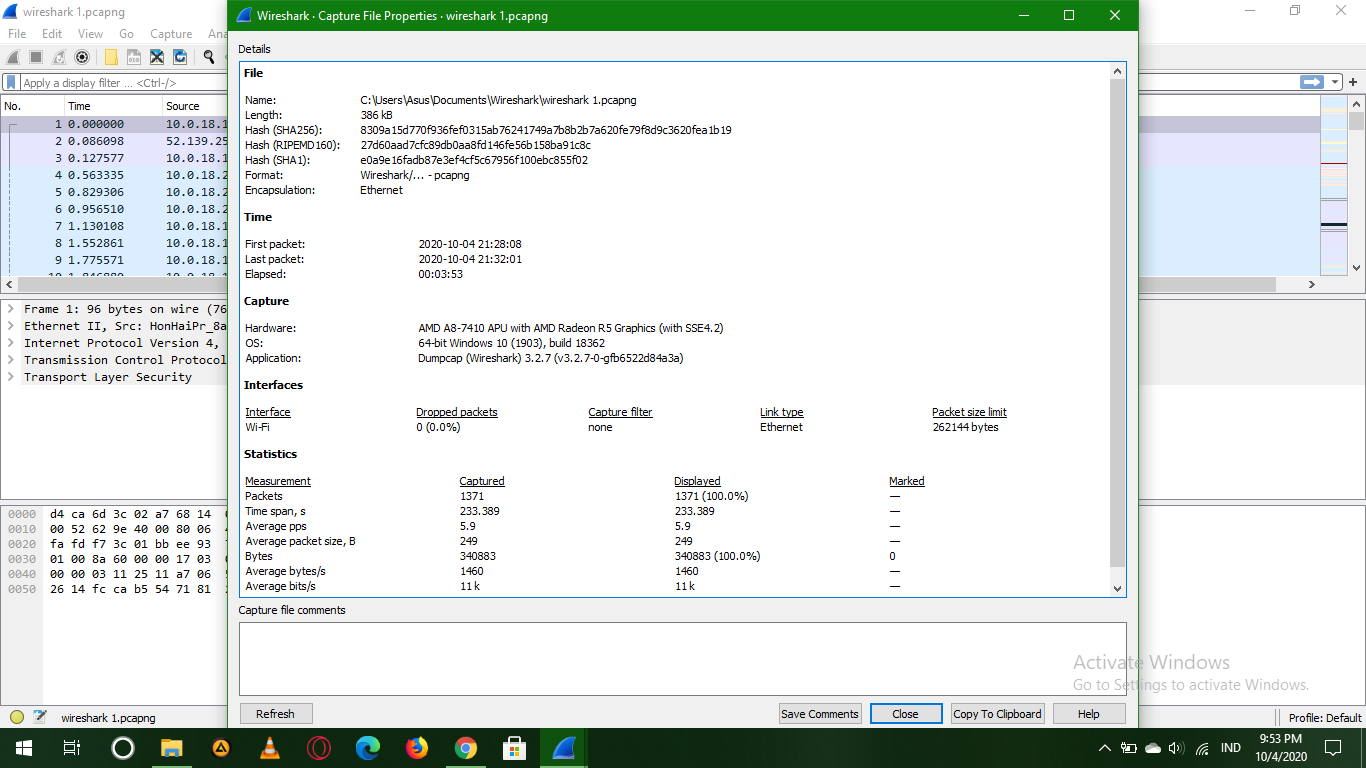 wireshark 1.pcapng
File Edit View Go Capture Ana
Apply a display filter ... <Ctrl-/>
No. Time Source
1 0.000000 10.0.18.1
2 0.086098 52.139.25
3 0.127577 10.0.18.1
4 0.563335 10.0.18.2
5 0.829306 10.0.18.2
6 0.956510 10.0.18.2
7 1.130108 10.0.18.1
8 1.552861 10.0.18.1
9 1.775571 10.0.18.1
10 1.846880 10.0.18.1
Frame 1: 96 bytes on wire (76
Ethernet II, Src: HonHaiPr_8a
Internet Protocol Version 4,
Transmission Control Protocol
Transport Layer Security
0000 d4 ca 6d 3c 02 a7 68 14
0010 00 52 62 9e 40 00 80 06
0020 fa fd f7 3c 01 bb ee 93
0030 01 00 8a 60 00 00 17 03
0040 00 00 03 11 25 11 a7 06
0050 26 14 fc ca b5 54 71 81
Wireshark · Capture File Properties · wireshark 1.pcapng
Details
File
Name: C:\Users\Asus\Documents\Wireshark\wireshark 1.pcapng
Length: 386 kB
Hash (SHA256): 8309a15d770f936fef0315ab76241749a7b8b2b7a620fe79f8d9c3620fea1b19
Hash (RIPEMD160): 27d60aad7cfc89db0aa8fd146fe56b158ba91c8c
Hash (SHA1): e0a9e16fadb87e3ef4cf5c67956f100ebc855f02
Format: Wireshark/... - pcapng
Encapsulation: Ethernet
Time
First packet: 2020-10-04 21:28:08
Last packet: 2020-10-04 21:32:01
Elapsed: 00:03:53
Capture
Hardware: AMD A8-7410 APU with AMD Radeon R5 Graphics (with SSE4.2)
OS: 64-bit Windows 10 (1903), build 18362
Application: Dumpcap (Wireshark) 3.2.7 (v3.2.7-0-gfb6522d84a3a)
Interfaces
Interface Dropped packets Capture filter Link type Packet size limit
Wi-Fi 0 (0.0%) none Ethernet 262144 bytes
Statistics
Measurement Captured Displayed Marked
Packets 1371 1371 (100.0%) —
Time span, s 233.389 233.389 —
Average pps 5.9 5.9 —
Average packet size, B 249 249 —
Bytes 340883 340883 (100.0%) 0
Average bytes/s 1460 1460 —
Average bits/s 11 k 11 k —
Capture file comments
Refresh Save Comments Close Copy To Clipboard Help
Activate Windows
Go to Settings to activate Windows.
wireshark 1.pcapng
Profile: Default
IND
9:53 PM
10/4/2020